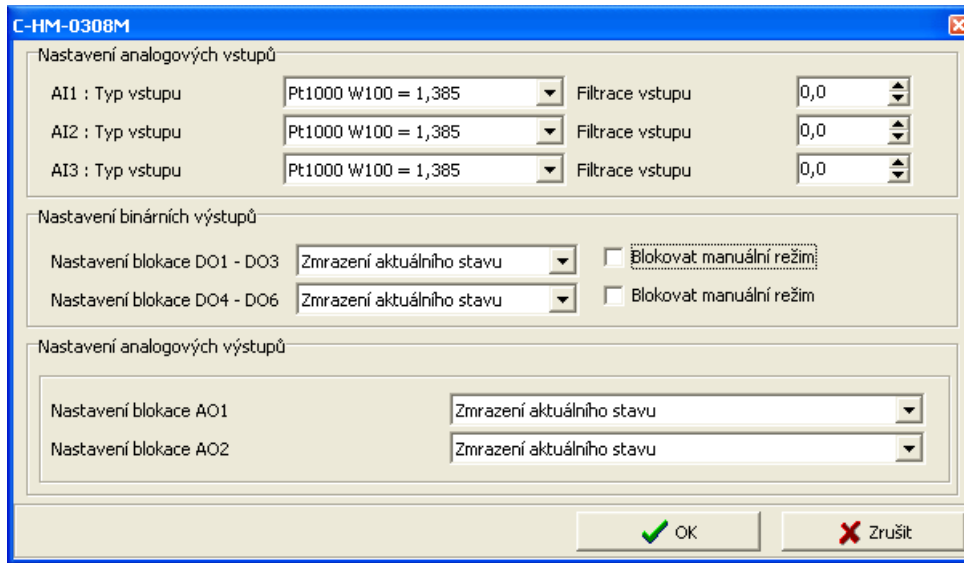 C-HM-0308M
Nastavení analogových vstupů
AI1 : Typ vstupu Pt1000 W100 = 1,385 Filtrace vstupu 0,0
AI2 : Typ vstupu Pt1000 W100 = 1,385 Filtrace vstupu 0,0
AI3 : Typ vstupu Pt1000 W100 = 1,385 Filtrace vstupu 0,0
Nastavení binárních výstupů
Nastavení blokace DO1 - DO3 Zmrazení aktuálního stavu Blokovat manuální režim
Nastavení blokace DO4 - DO6 Zmrazení aktuálního stavu Blokovat manuální režim
Nastavení analogových výstupů
Nastavení blokace AO1 Zmrazení aktuálního stavu
Nastavení blokace AO2 Zmrazení aktuálního stavu
OK Zrušit